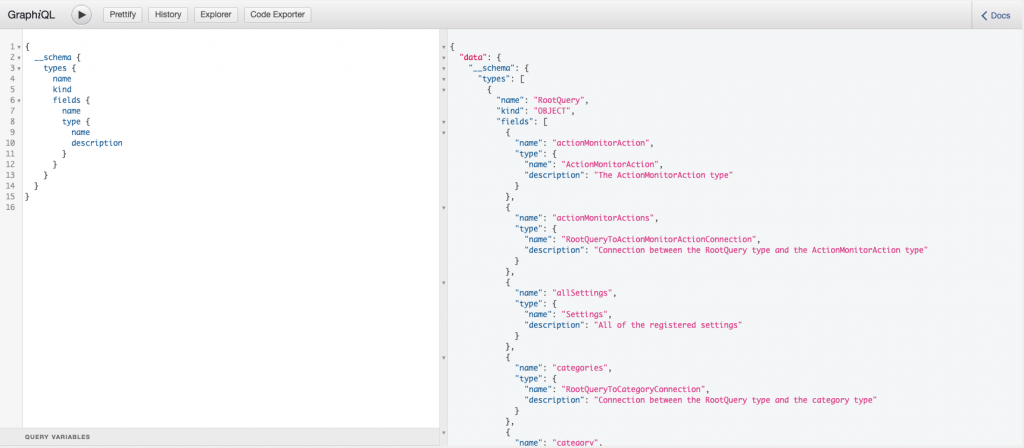 GraphiQL
Prettify
History
Explorer
Code Exporter
Docs
1 {
2 __schema {
3 types {
4 name
5 kind
6 fields {
7 name
8 type {
9 name
10 description
11 }
12 }
13 }
14 }
15 }
16
QUERY VARIABLES
{
"data": {
"__schema": {
"types": [
{
"name": "RootQuery",
"kind": "OBJECT",
"fields": [
{
"name": "actionMonitorAction",
"type": {
"name": "ActionMonitorAction",
"description": "The ActionMonitorAction type"
}
},
{
"name": "actionMonitorActions",
"type": {
"name": "RootQueryToActionMonitorActionConnection",
"description": "Connection between the RootQuery type and the ActionMonitorAction type"
}
},
{
"name": "allSettings",
"type": {
"name": "Settings",
"description": "All of the registered settings"
}
},
{
"name": "categories",
"type": {
"name": "RootQueryToCategoryConnection",
"description": "Connection between the RootQuery type and the category type"
}
},
{
"name": "category",